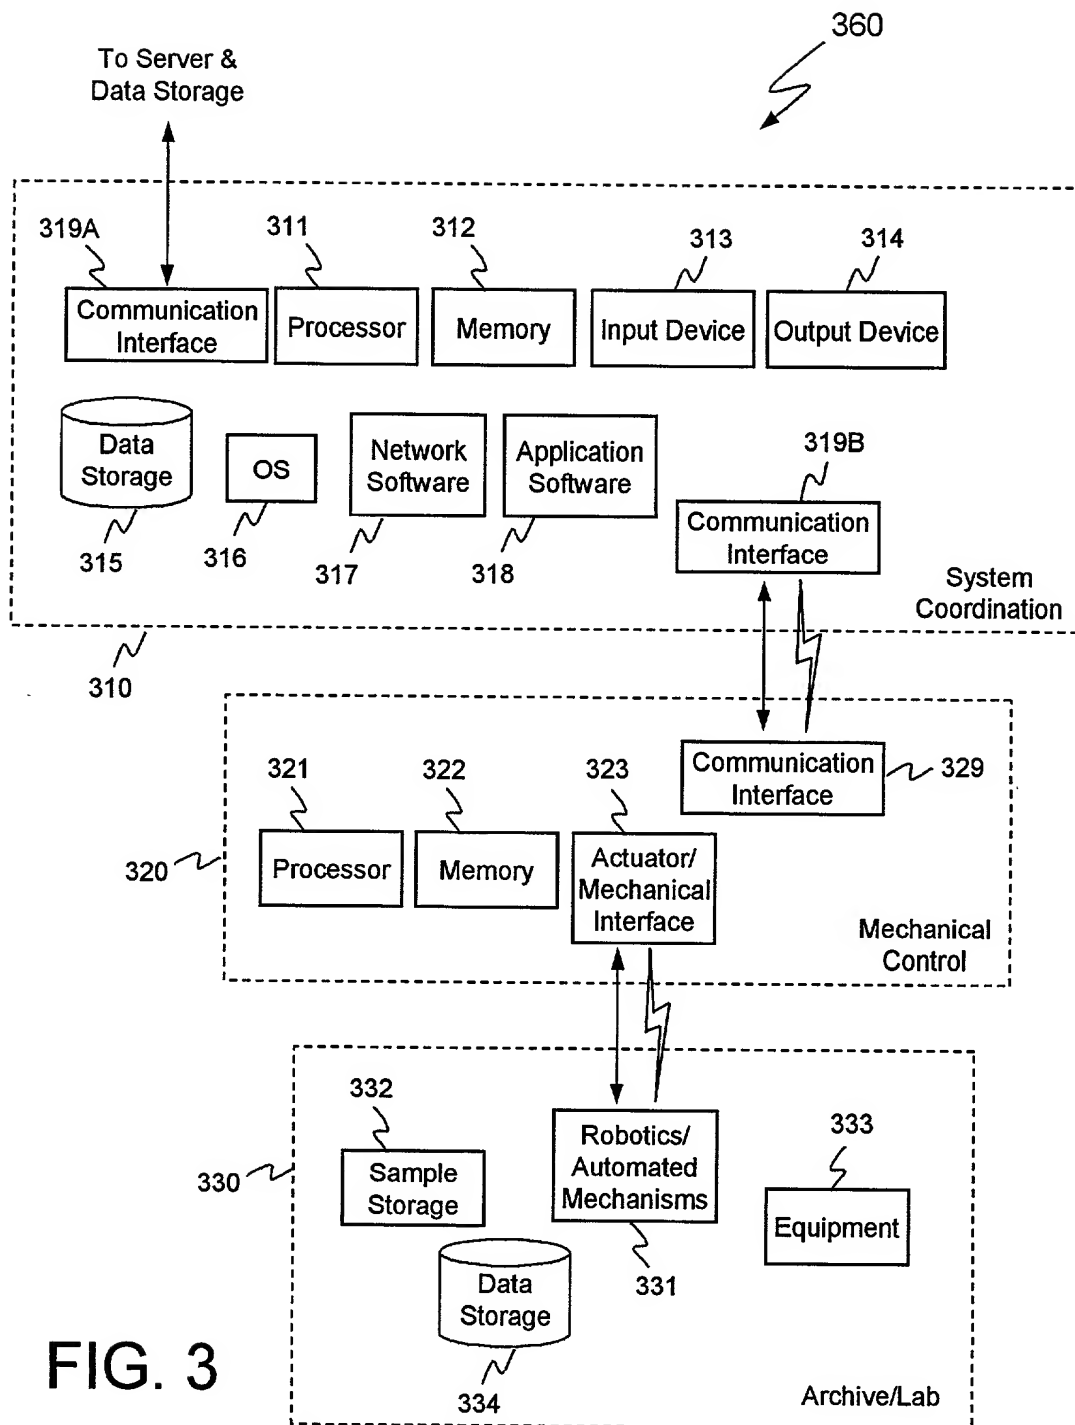 360
To Server &
Data Storage
319A
311
312
313
314
Communication
Interface
Processor
Memory
Input Device
Output Device
Data
Storage
OS
Network
Software
Application
Software
319B
Communication
Interface
315
316
317
318
System
Coordination
310
321
322
323
Communication
Interface
329
320
Processor
Memory
Actuator/
Mechanical
Interface
Mechanical
Control
332
333
330
Sample
Storage
Robotics/
Automated
Mechanisms
Equipment
331
Data
Storage
334
FIG. 3
Archive/Lab